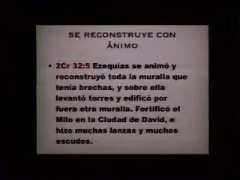 SE RECONSTRUYE CON
ÁNIMO
• 2Cr 32:5 Ezequías se animó y
reconstruyó toda la muralla que
tenía brechas, y sobre ella
levantó torres y edificó por
fuera otra muralla. Fortificó el
Milo en la Ciudad de David, e
hizo muchas lanzas y muchos
escudos.